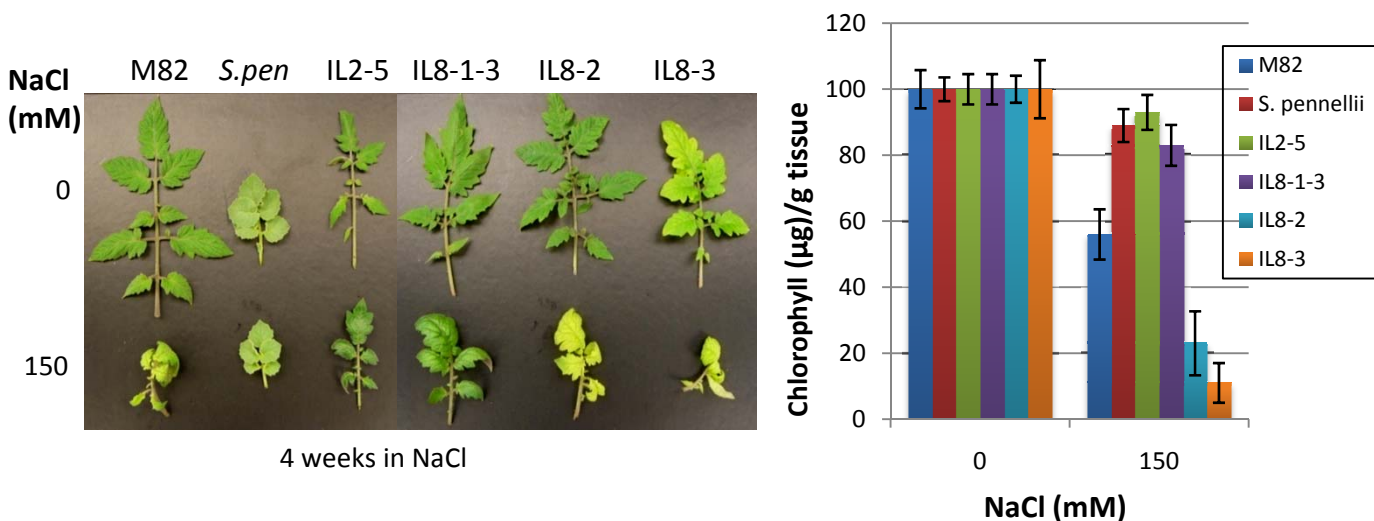 NaCl
(mM)
M82 S.pen IL2-5 IL8-1-3 IL8-2 IL8-3
0
150
4 weeks in NaCl
Chlorophyll (µg)/g tissue
120
100
80
60
40
20
0
0 150
NaCl (mM)
M82
S. pennellii
IL2-5
IL8-1-3
IL8-2
IL8-3